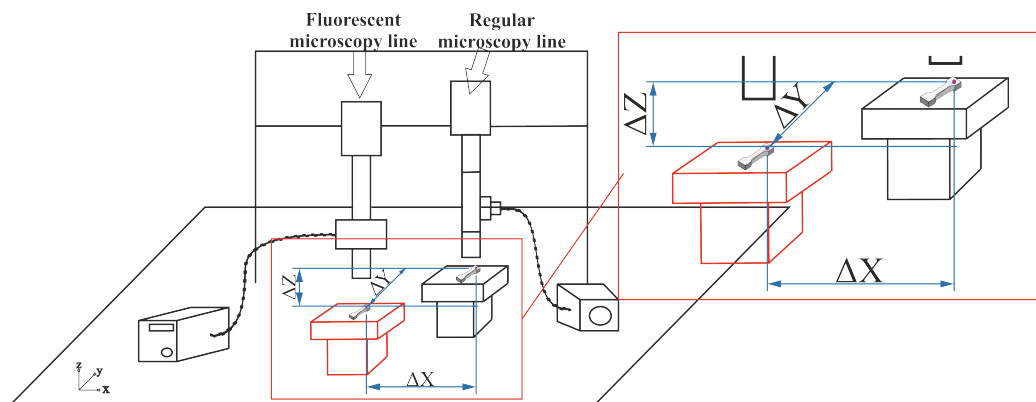 Fluorescent
microscopy line
Regular
microscopy line
ΔZ
ΔY
ΔX
ΔZ
ΔY
ΔX
z
y
x